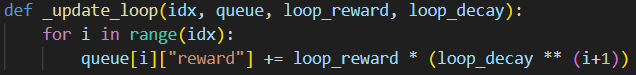 def _update_loop(idx, queue, loop_reward, loop_decay):
    for i in range(idx):
        queue[i]["reward"] += loop_reward * (loop_decay ** (i+1))